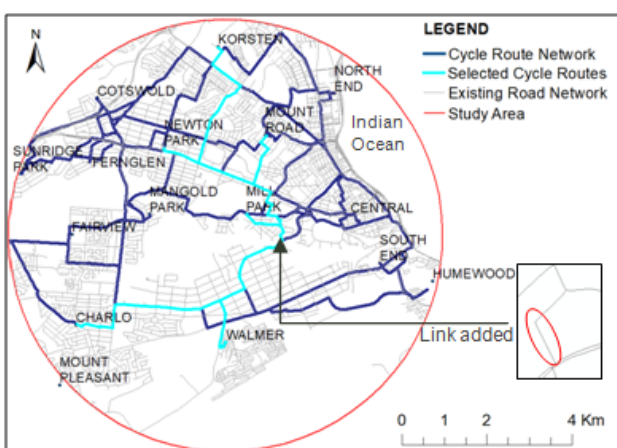 LEGEND
Cycle Route Network
Selected Cycle Routes
Existing Road Network
Study Area
N
KORSTEN
NORTH
END
COTSWOLD
MOUNT
ROAD
NEWTON
PARK
Indian
Ocean
SUNRIDGE
PARK
FERNGLEN
MANGOLD
PARK
MILL
PARK
CENTRAL
FAIRVIEW
SOUTH
END
HUMEWOOD
CHARLO
WALMER
Link added
MOUNT
PLEASANT
0 1 2 4 Km